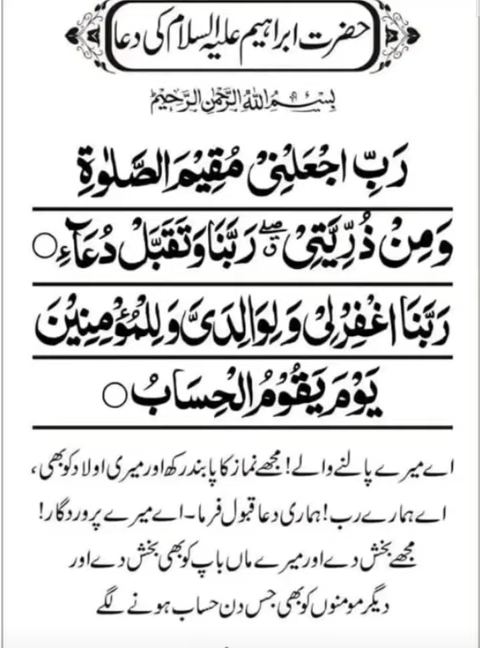 حضرت ابراہیم علیہ السلام کی دعا
بِسْمِ اللّٰهِ الرَّحْمٰنِ الرَّحِيْمِ
رَبِّ اجْعَلْنِيْ مُقِيْمَ الصَّلٰوةِ
وَمِنْ ذُرِّيَّتِيْ ۖ رَبَّنَا وَتَقَبَّلْ دُعَآءِ ○
رَبَّنَا اغْفِرْ لِيْ وَلِوَالِدَيَّ وَلِلْمُؤْمِنِيْنَ
يَوْمَ يَقُوْمُ الْحِسَابُ ○
اے میرے پالنے والے! مجھے نماز کا پابند رکھ اور میری اولاد کو بھی،
اے ہمارے رب! ہماری دعا قبول فرما۔ اے میرے پروردگار!
مجھے بخش دے اور میرے ماں باپ کو بھی بخش دے اور
دیگر مومنوں کو بھی جس دن حساب ہونے لگے